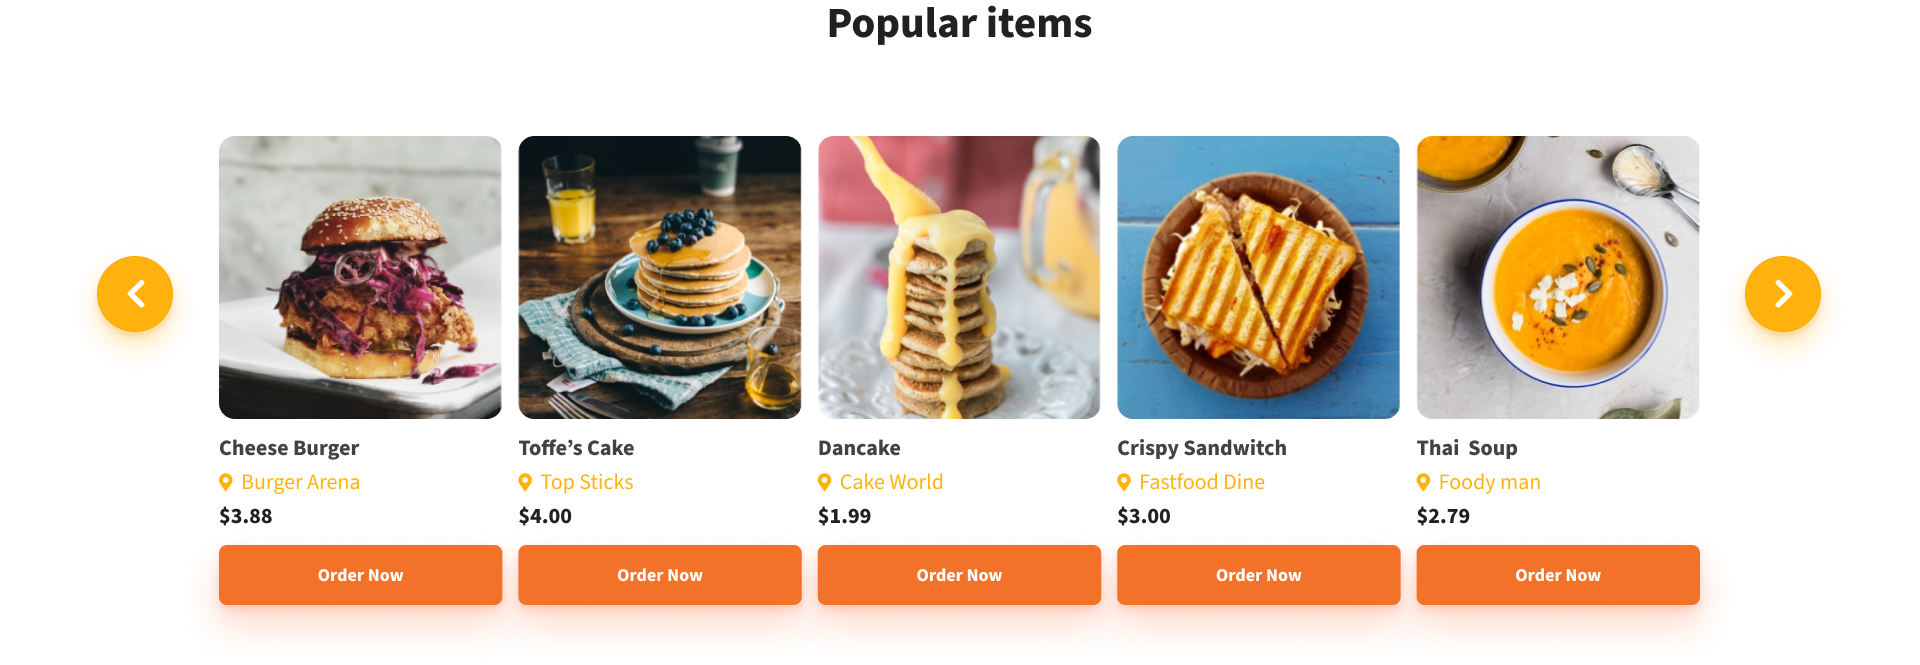 Popular items
Cheese Burger
Burger Arena
$3.88
Order Now
Toffe’s Cake
Top Sticks
$4.00
Order Now
Dancake
Cake World
$1.99
Order Now
Crispy Sandwitch
Fastfood Dine
$3.00
Order Now
Thai  Soup
Foody man
$2.79
Order Now